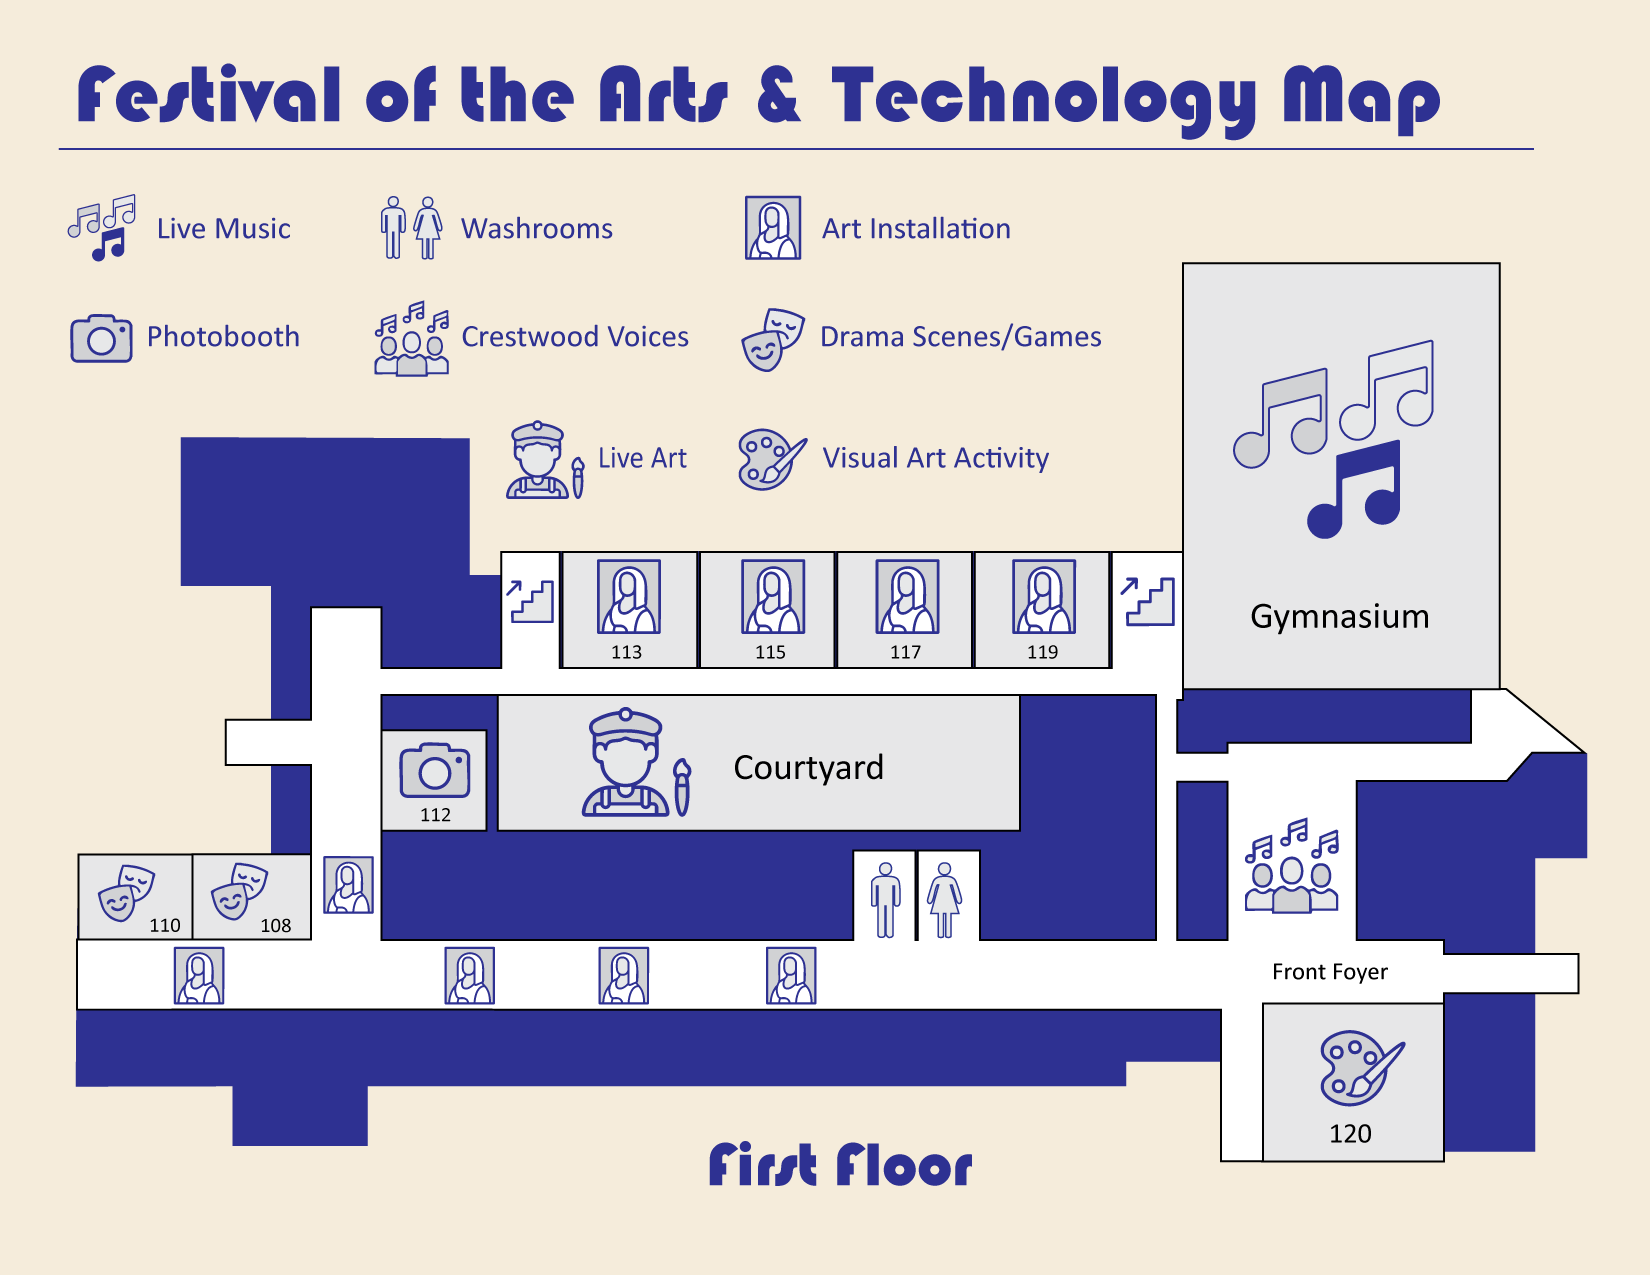 Festival of the Arts & Technology Map
Live Music
Washrooms
Art Installation
Photobooth
Crestwood Voices
Drama Scenes/Games
Live Art
Visual Art Activity
Gymnasium
113
115
117
119
Courtyard
112
110
108
Front Foyer
120
First Floor